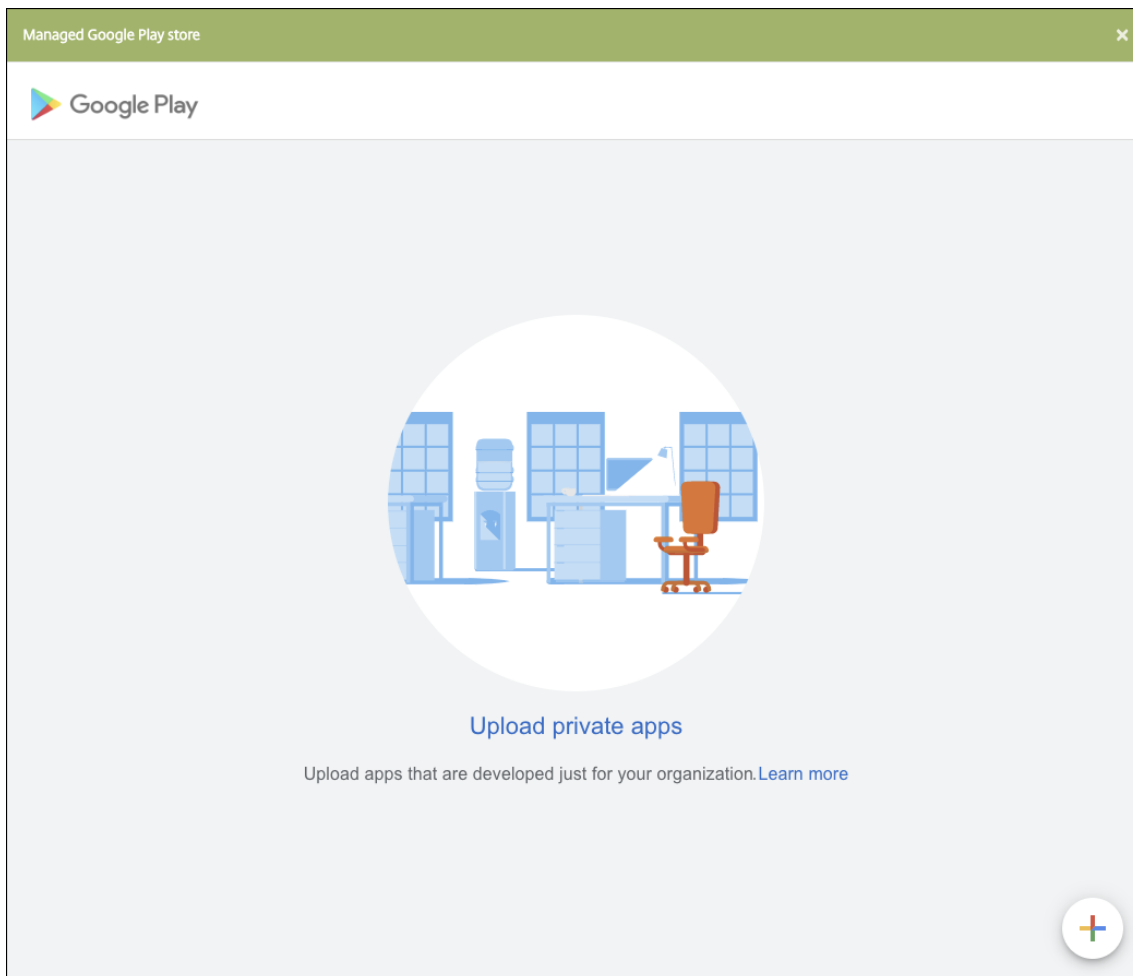 Managed Google Play store
Google Play
Upload private apps
Upload apps that are developed just for your organization. Learn more